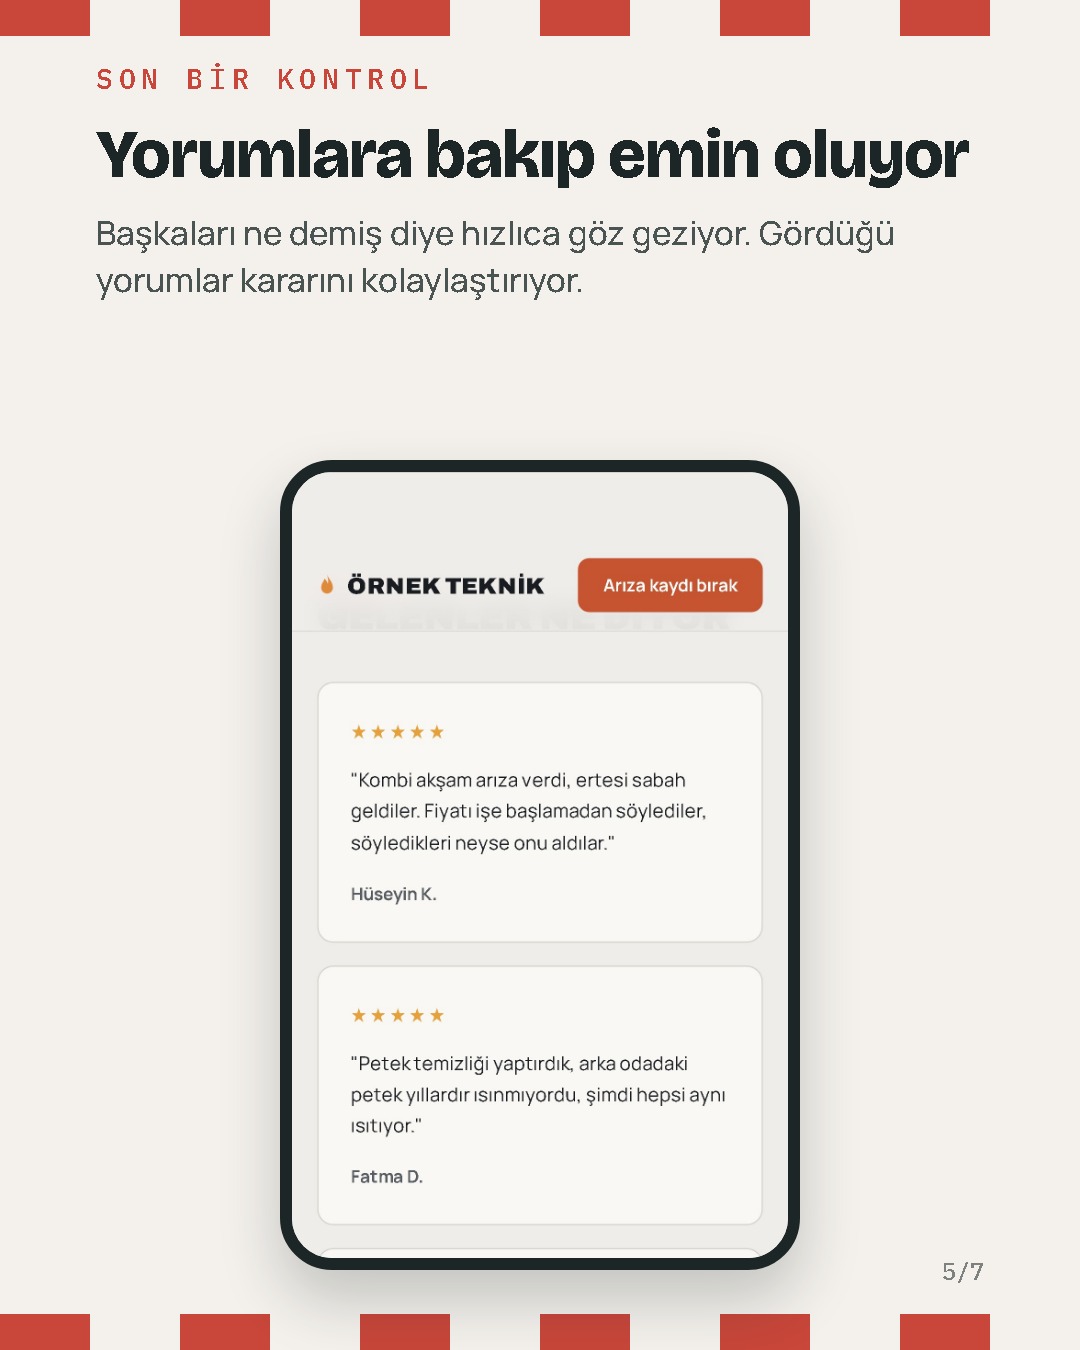 SON BİR KONTROL
Yorumlara bakıp emin oluyor
Başkaları ne demiş diye hızlıca göz geziyor. Gördüğü
yorumlar kararını kolaylaştırıyor.
ÖRNEK TEKNİK
Arıza kaydı bırak
★★★★★
"Kombi akşam arıza verdi, ertesi sabah
geldiler. Fiyatı işe başlamadan söylediler,
söyledikleri neyse onu aldılar."
Hüseyin K.
★★★★★
"Petek temizliği yaptırdık, arka odadaki
petek yıllardır ısınmıyordu, şimdi hepsi aynı
ısıtıyor."
Fatma D.
5/7